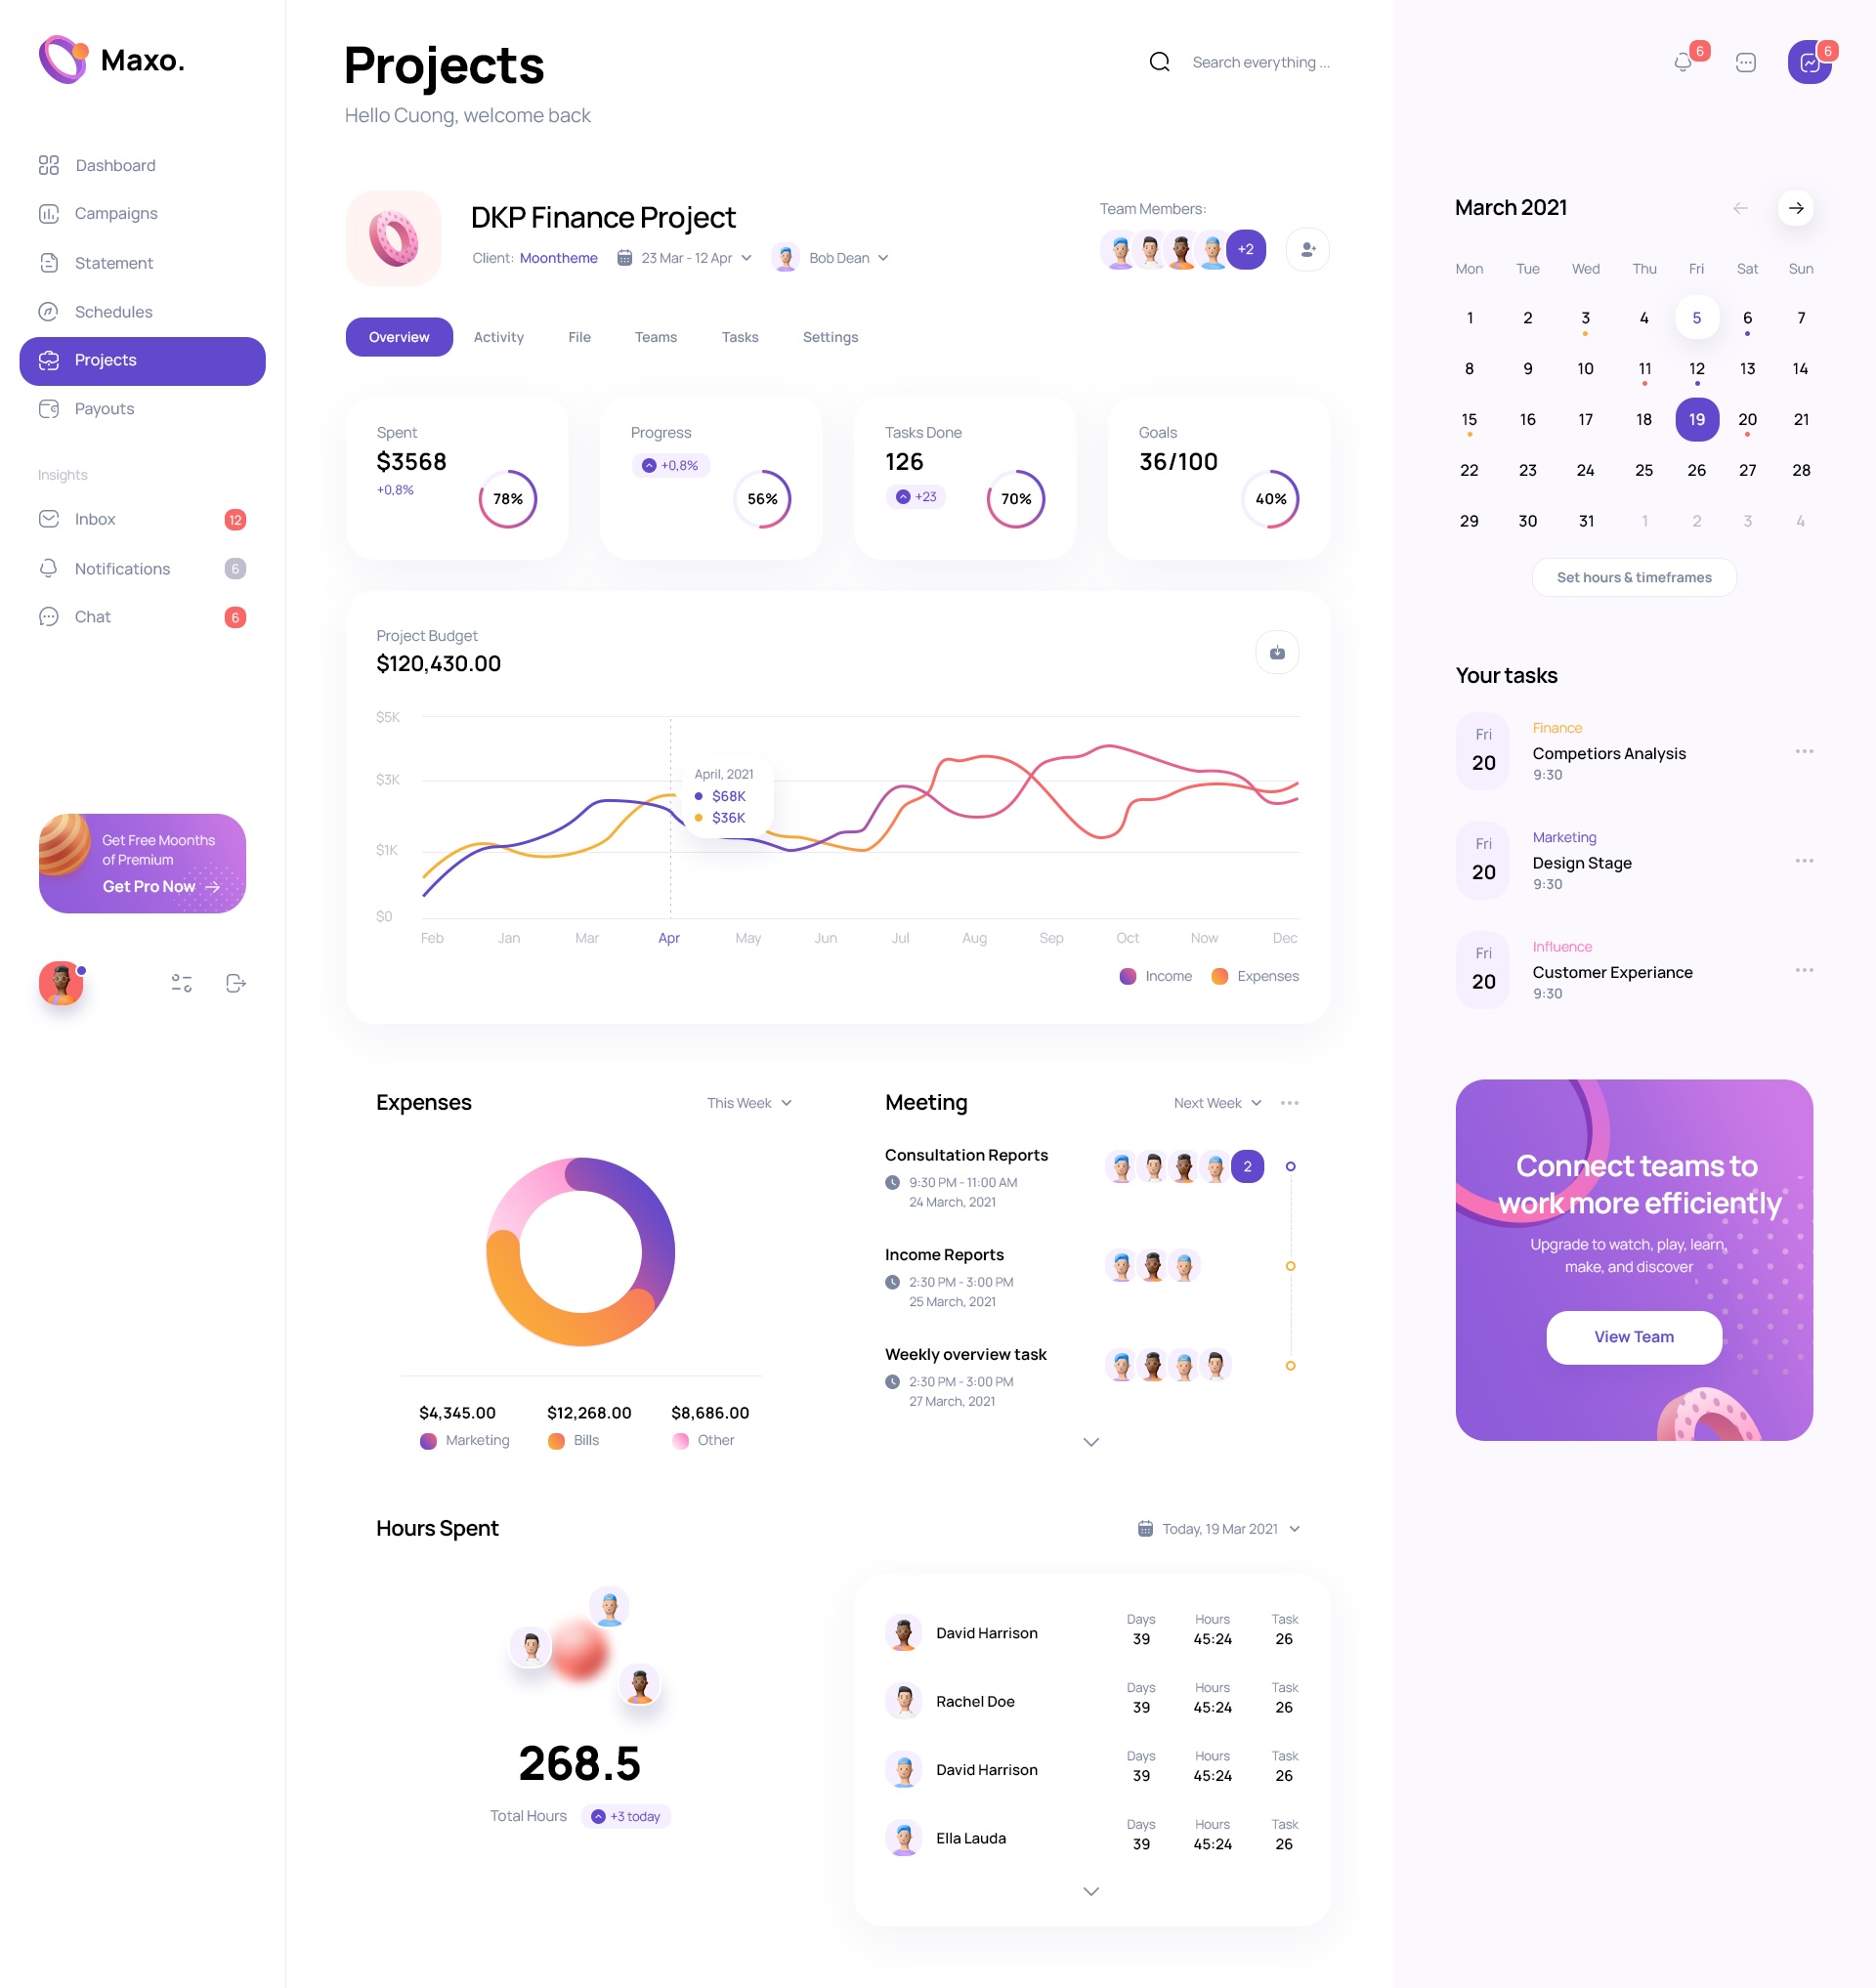 Maxo.
Dashboard
Campaigns
Statement
Schedules
Projects
Payouts
Insights
Inbox 12
Notifications 6
Chat 6
Get Free Moonths
of Premium
Get Pro Now
Projects
Hello Cuong, welcome back
Search everything ...
6
6
DKP Finance Project
Client: Moontheme 23 Mar - 12 Apr Bob Dean
Team Members:
+2
Overview Activity File Teams Tasks Settings
Spent
$3568
+0,8%
78%
Progress
+0,8%
56%
Tasks Done
126
+23
70%
Goals
36/100
40%
Project Budget
$120,430.00
$5K
$3K
$1K
$0
April, 2021
$68K
$36K
Feb Jan Mar Apr May Jun Jul Aug Sep Oct Now Dec
Income Expenses
Expenses This Week
$4,345.00 $12,268.00 $8,686.00
Marketing Bills Other
Meeting Next Week
Consultation Reports
9:30 PM - 11:00 AM
24 March, 2021
2
Income Reports
2:30 PM - 3:00 PM
25 March, 2021
Weekly overview task
2:30 PM - 3:00 PM
27 March, 2021
Hours Spent Today, 19 Mar 2021
268.5
Total Hours +3 today
David Harrison
Days Hours Task
39 45:24 26
Rachel Doe
Days Hours Task
39 45:24 26
David Harrison
Days Hours Task
39 45:24 26
Ella Lauda
Days Hours Task
39 45:24 26
March 2021
Mon Tue Wed Thu Fri Sat Sun
1 2 3 4 5 6 7
8 9 10 11 12 13 14
15 16 17 18 19 20 21
22 23 24 25 26 27 28
29 30 31 1 2 3 4
Set hours & timeframes
Your tasks
Fri
20
Finance
Competiors Analysis
9:30
Fri
20
Marketing
Design Stage
9:30
Fri
20
Influence
Customer Experiance
9:30
Connect teams to
work more efficiently
Upgrade to watch, play, learn,
make, and discover
View Team